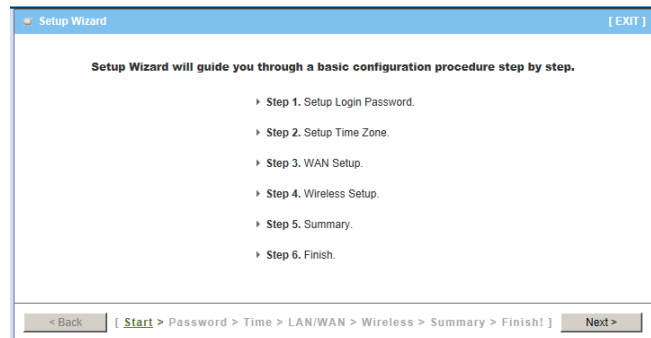 Setup Wizard [ EXIT ]
Setup Wizard will guide you through a basic configuration procedure step by step.
Step 1. Setup Login Password.
Step 2. Setup Time Zone.
Step 3. WAN Setup.
Step 4. Wireless Setup.
Step 5. Summary.
Step 6. Finish.
< Back [ Start > Password > Time > LAN/WAN > Wireless > Summary > Finish! ] Next >